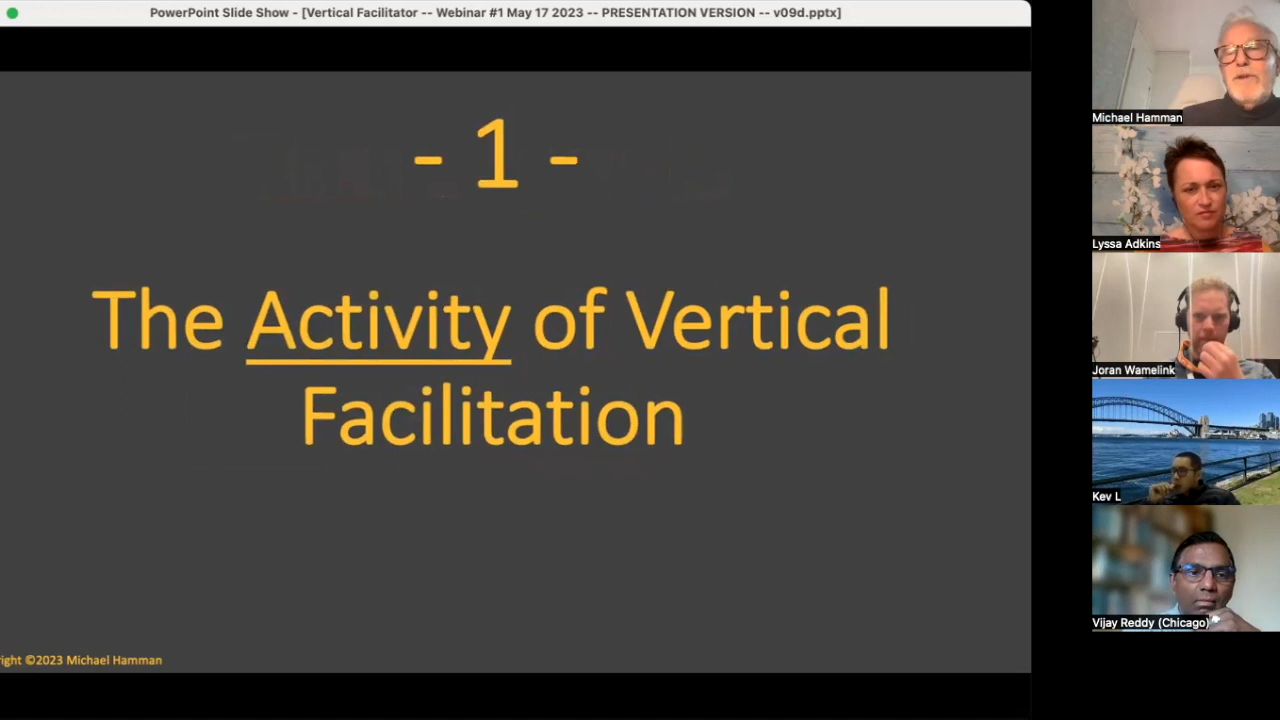 PowerPoint Slide Show - [Vertical Facilitator -- Webinar #1 May 17 2023 -- PRESENTATION VERSION -- v09d.pptx]
- 1 -
The Activity of Vertical
Facilitation
right ©2023 Michael Hamman
Michael Hamman
Lyssa Adkins
Joran Wamelink
Kev L
Vijay Reddy (Chicago)